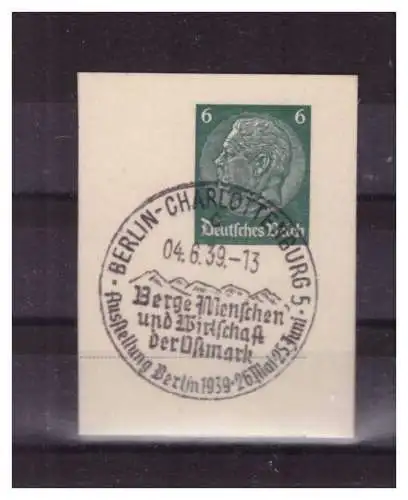 6 6
Deutsches Reich
BERLIN-CHARLOTTENBURG 5
c
04.6.39.-13
Berge Menschen
und Wirtschaft
der Ostmark
Ausstellung Berlin 1939 · 26 Mai-25 Juni